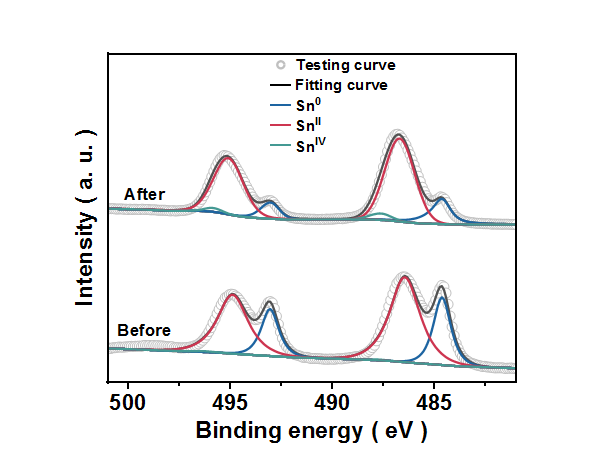 Testing curve
Fitting curve
Sn⁰
Snᴵᴵ
Snᴵⱽ
After
Before
Intensity ( a. u. )
500 495 490 485
Binding energy ( eV )